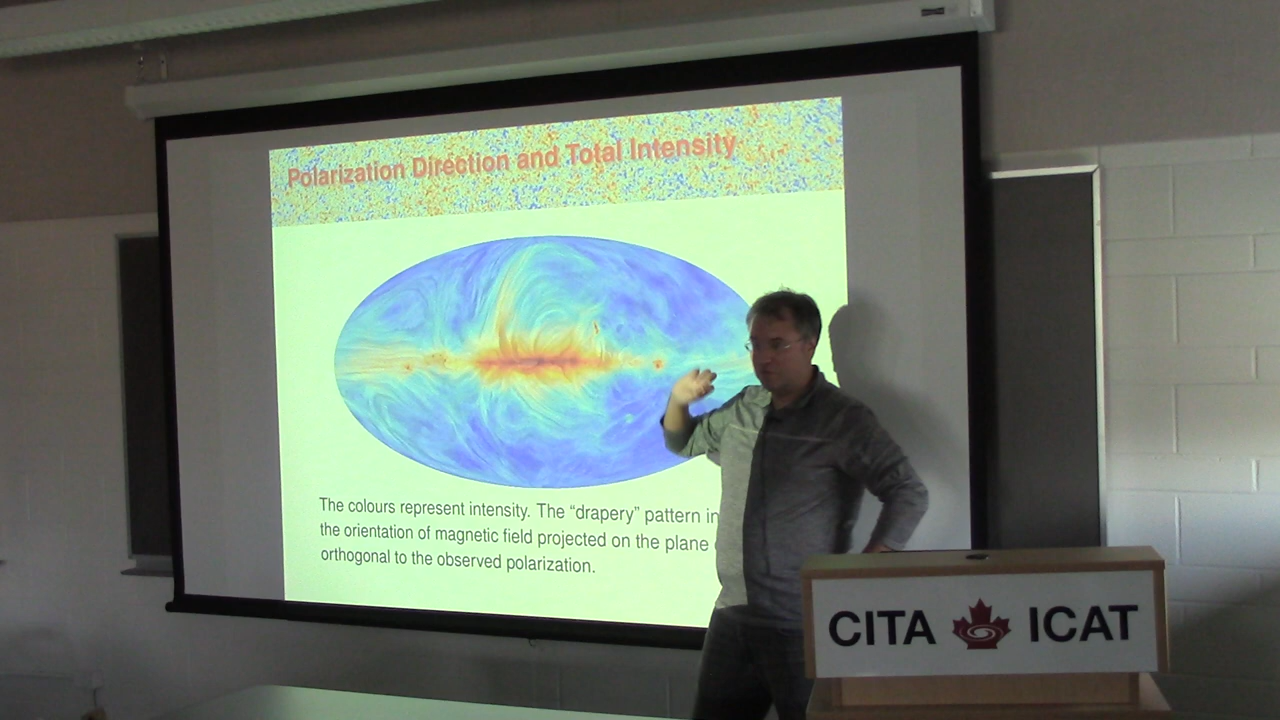 Polarization Direction and Total Intensity
The colours represent intensity. The “drapery” pattern
the orientation of magnetic field projected on the plane
orthogonal to the observed polarization.
CITA ICAT